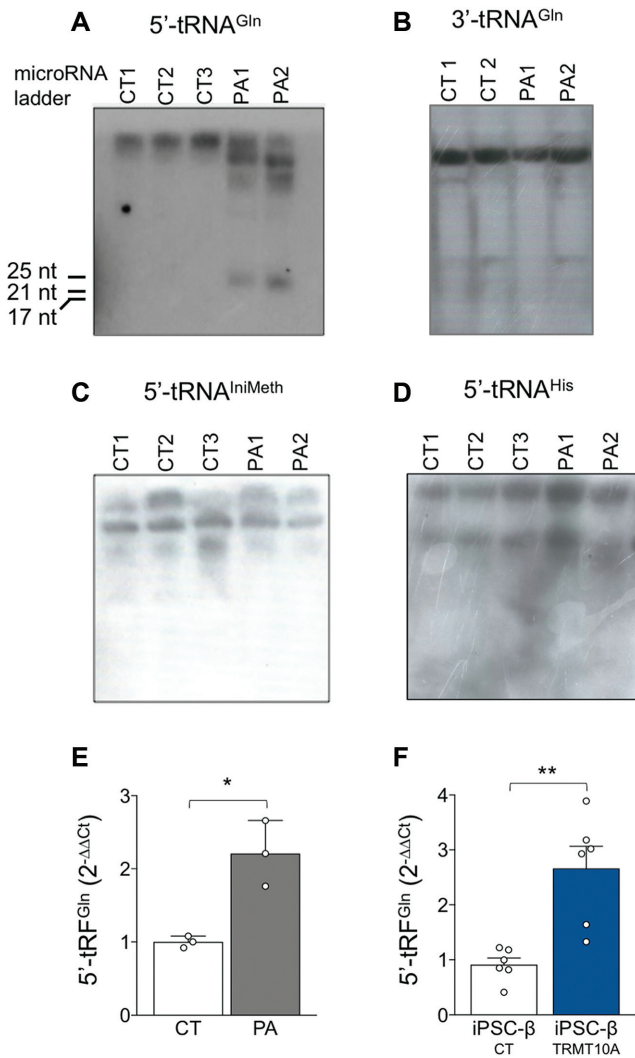 A 5'-tRNA^Gln
microRNA ladder
CT1 CT2 CT3 PA1 PA2
25 nt
21 nt
17 nt
B 3'-tRNA^Gln
CT 1 CT 2 PA1 PA2
C 5'-tRNA^IniMeth
CT1 CT2 CT3 PA1 PA2
D 5'-tRNA^His
CT1 CT2 CT3 PA1 PA2
E
5'-tRF^Gln (2^-ΔΔCt)
3
2
1
0
*
CT PA
F
5'-tRF^Gln (2^-ΔΔCt)
4
3
2
1
0
**
iPSC-β iPSC-β
CT TRMT10A